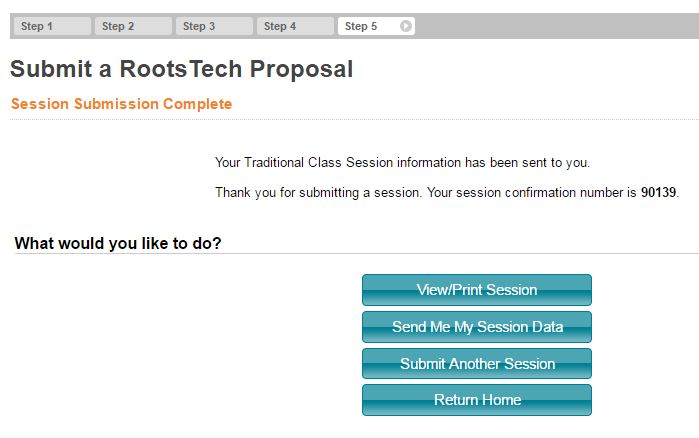 Step 1 Step 2 Step 3 Step 4 Step 5
Submit a RootsTech Proposal
Session Submission Complete
Your Traditional Class Session information has been sent to you.
Thank you for submitting a session. Your session confirmation number is 90139.
What would you like to do?
View/Print Session
Send Me My Session Data
Submit Another Session
Return Home